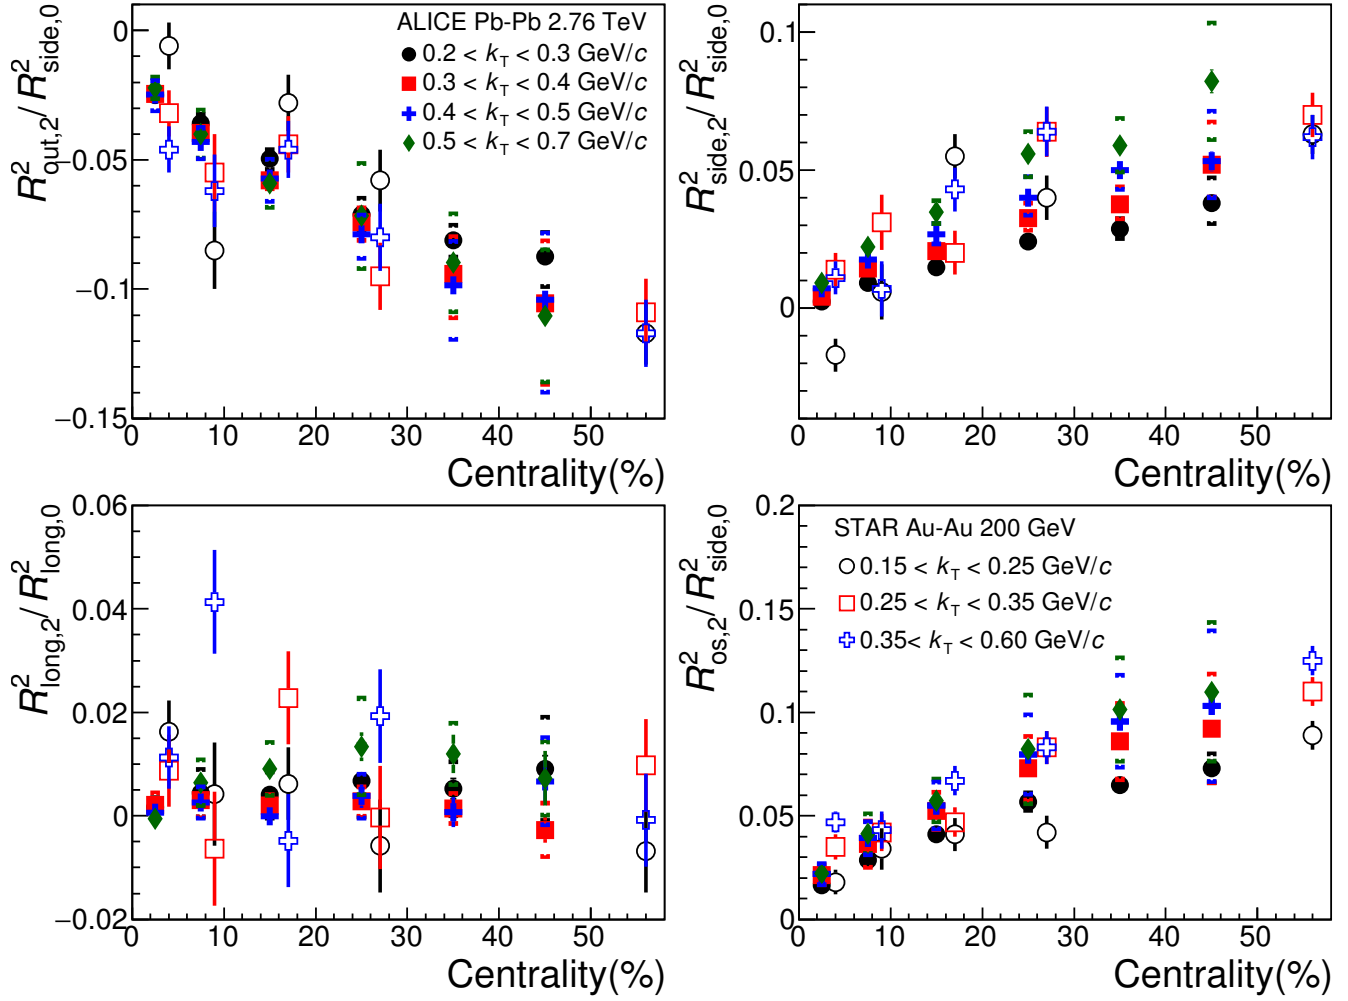 R²out,2 / R²side,0
0
−0.05
−0.1
−0.15
ALICE Pb-Pb 2.76 TeV
0.2 < kT < 0.3 GeV/c
0.3 < kT < 0.4 GeV/c
0.4 < kT < 0.5 GeV/c
0.5 < kT < 0.7 GeV/c
0 10 20 30 40 50
Centrality(%)
R²side,2 / R²side,0
0.1
0.05
0
0 10 20 30 40 50
Centrality(%)
R²long,2 / R²long,0
0.06
0.04
0.02
0
−0.02
0 10 20 30 40 50
Centrality(%)
R²os,2 / R²side,0
0.2
0.15
0.1
0.05
0
STAR Au-Au 200 GeV
0.15 < kT < 0.25 GeV/c
0.25 < kT < 0.35 GeV/c
0.35< kT < 0.60 GeV/c
0 10 20 30 40 50
Centrality(%)